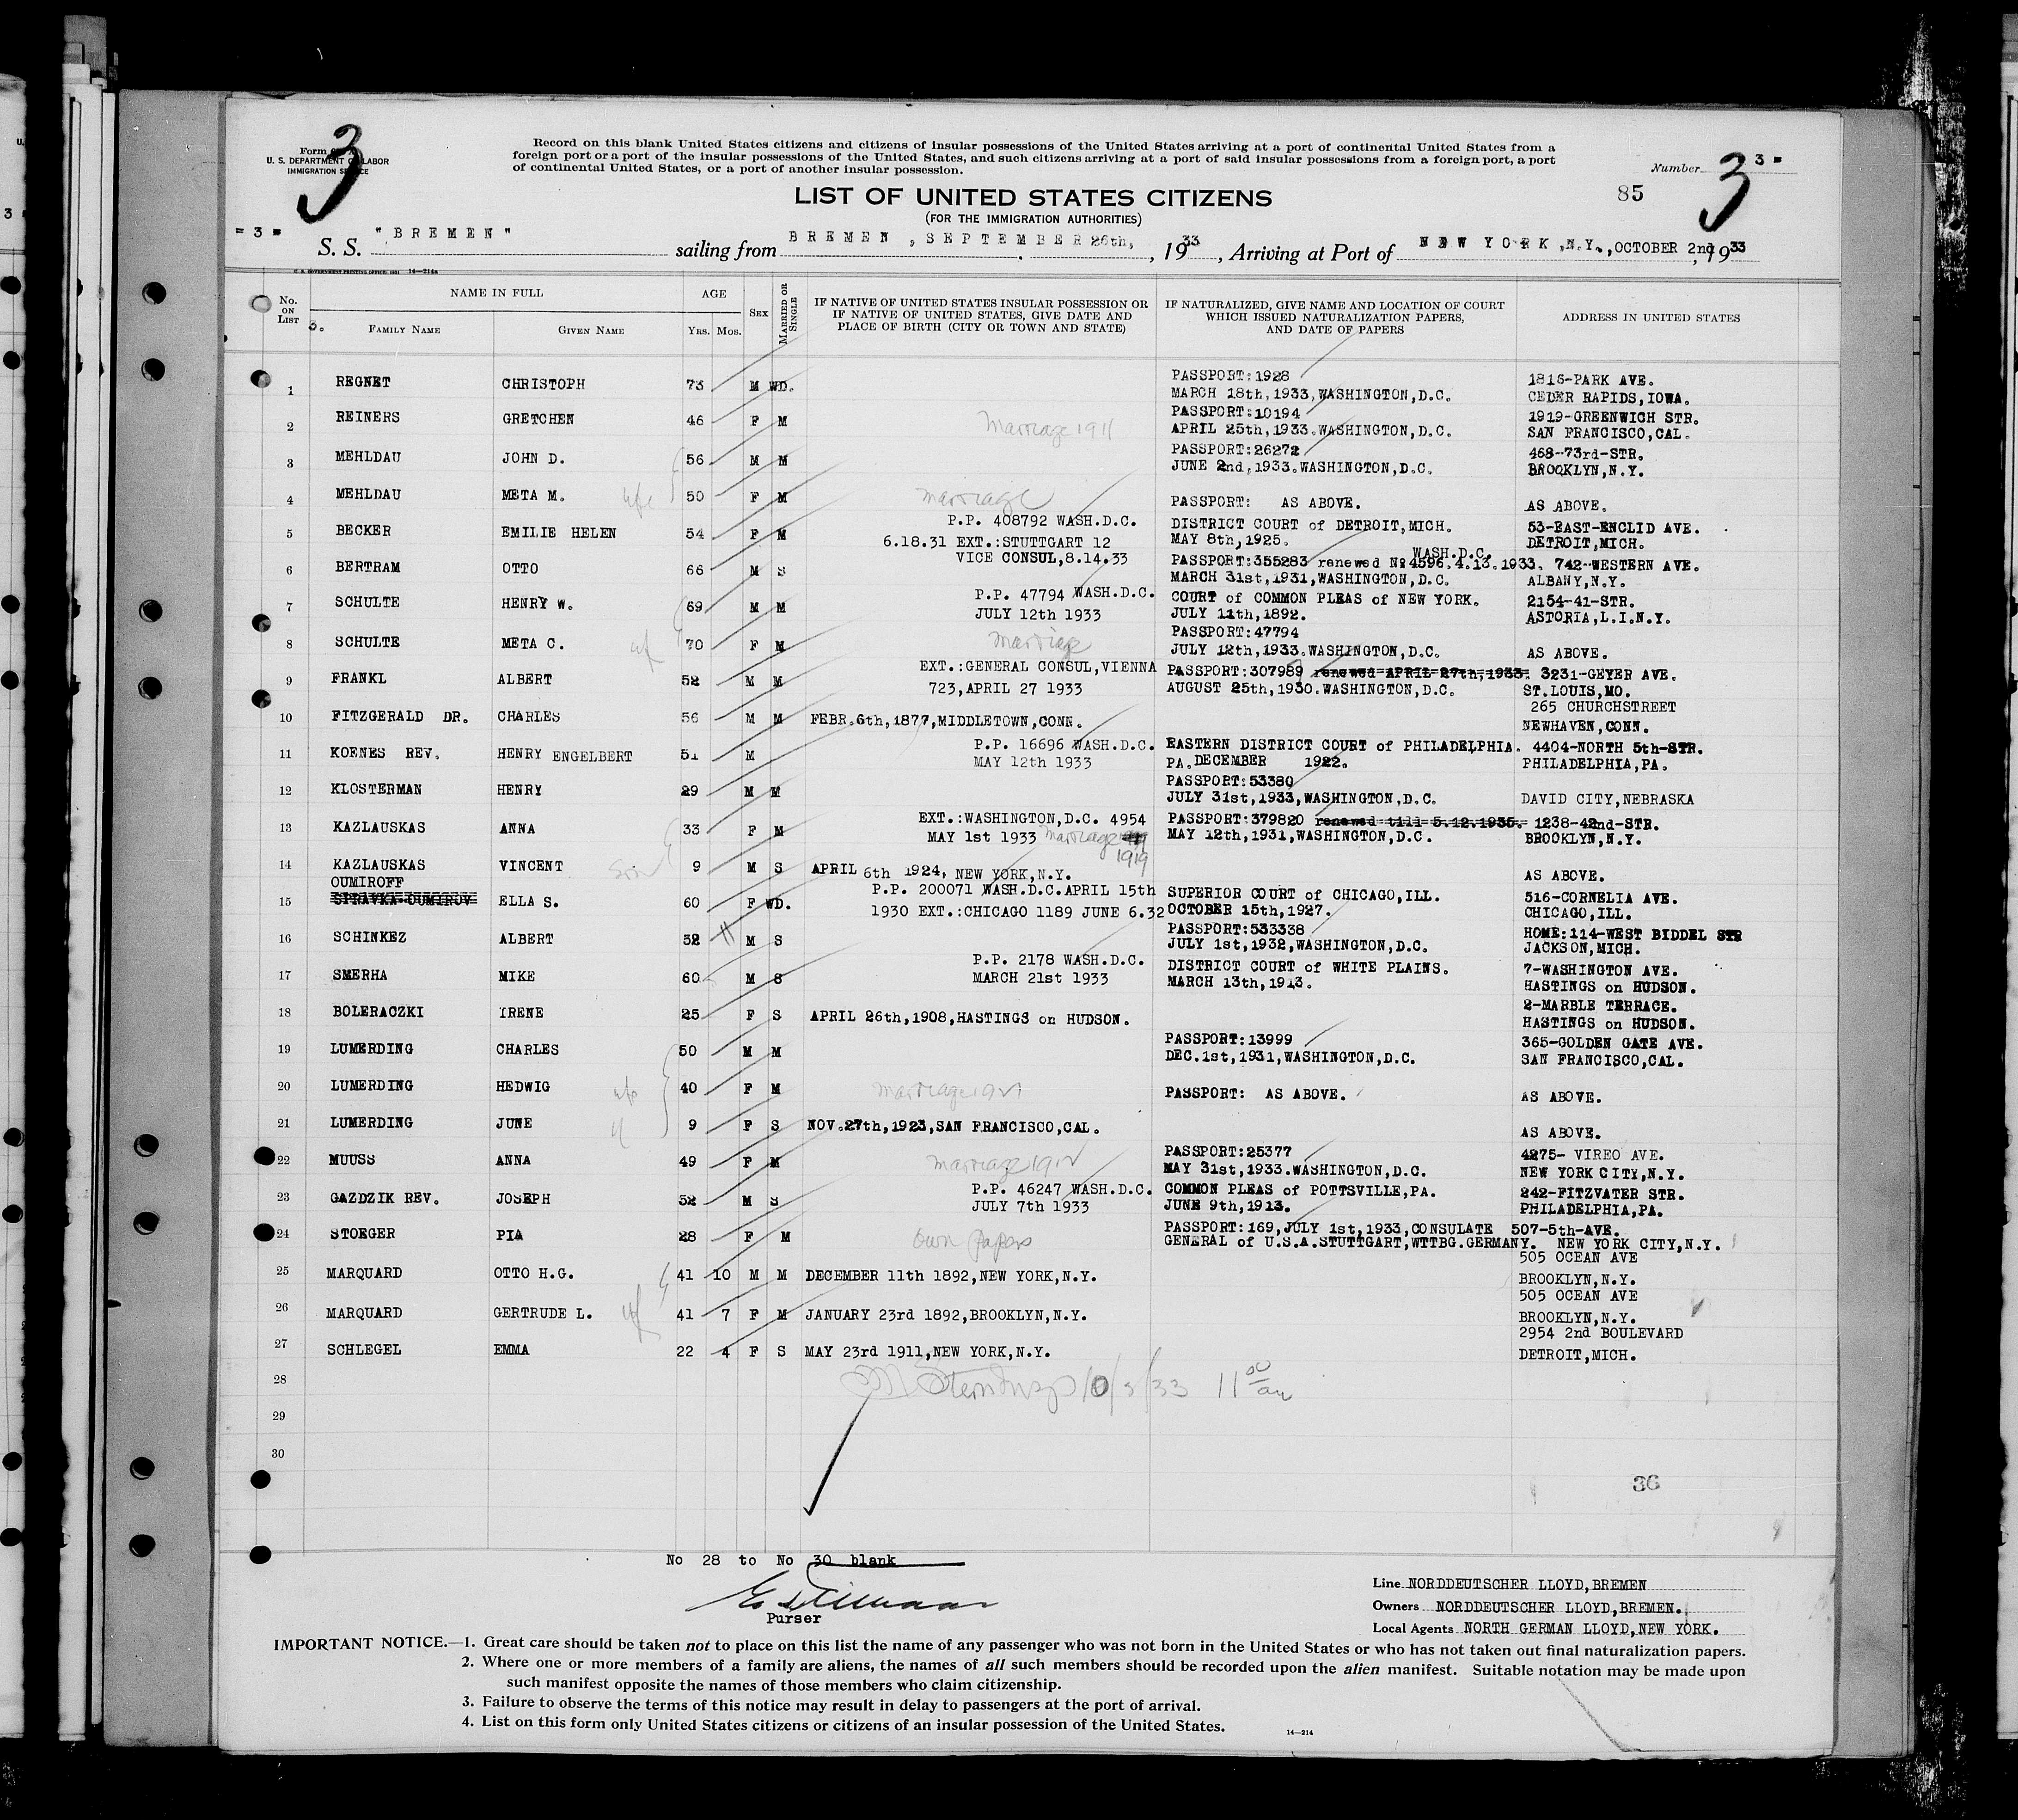 3
Form
U. S. DEPARTMENT OF LABOR
IMMIGRATION SERVICE
Record on this blank United States citizens and citizens of insular possessions of the United States arriving at a port of continental United States from a
foreign port or a port of the insular possessions of the United States, and such citizens arriving at a port of said insular possessions from a foreign port, a port
of continental United States, or a port of another insular possession.
Number 3 =
3
85
LIST OF UNITED STATES CITIZENS
(FOR THE IMMIGRATION AUTHORITIES)
= 3 =
S. S. "BREMEN" sailing from BREMEN, SEPTEMBER 26th, 1933, Arriving at Port of NEW YORK, N.Y., OCTOBER 2nd, 1933
U. S. GOVERNMENT PRINTING OFFICE: 1931 14—214a
No. ON LIST
NAME IN FULL
FAMILY NAME
GIVEN NAME
AGE
Yrs. Mos.
SEX
MARRIED OR SINGLE
IF NATIVE OF UNITED STATES INSULAR POSSESSION OR
IF NATIVE OF UNITED STATES, GIVE DATE AND
PLACE OF BIRTH (CITY OR TOWN AND STATE)
IF NATURALIZED, GIVE NAME AND LOCATION OF COURT
WHICH ISSUED NATURALIZATION PAPERS,
AND DATE OF PAPERS
ADDRESS IN UNITED STATES
3.
1 REGNET CHRISTOPH 73 M WD. PASSPORT:1928 1816-PARK AVE.
MARCH 18th,1933,WASHINGTON,D.C. CEDER RAPIDS,IOWA.
2 REINERS GRETCHEN 46 F M Marriage 1911 PASSPORT:10194 1919-GREENWICH STR.
APRIL 25th,1933.WASHINGTON,D.C. SAN FRANCISCO,CAL.
3 MEHLDAU JOHN D. 56 M M PASSPORT:26272 468-73rd-STR.
JUNE 2nd,1933.WASHINGTON,D.C. BROOKLYN,N.Y.
4 MEHLDAU META M. wfe 50 F M marriage PASSPORT: AS ABOVE. AS ABOVE.
5 BECKER EMILIE HELEN 54 F M P.P. 408792 WASH.D.C. DISTRICT COURT of DETROIT,MICH. 53-EAST-ENCLID AVE.
6.18.31 EXT.:STUTTGART 12 MAY 8th,1925. DETROIT,MICH.
VICE CONSUL,8.14.33
6 BERTRAM OTTO 66 M S PASSPORT:355283 renewed No4596.4.13.1933. WASH.D.C. 742-WESTERN AVE.
MARCH 31st,1931,WASHINGTON,D.C. ALBANY,N.Y.
7 SCHULTE HENRY W. 69 M M P.P. 47794 WASH.D.C. COURT of COMMON PLEAS of NEW YORK. 2154-41-STR.
JULY 12th 1933 JULY 11th,1892. ASTORIA,L.I.N.Y.
8 SCHULTE META C. wf 70 F M marriage PASSPORT:47794
JULY 12th,1933.WASHINGTON,D.C. AS ABOVE.
9 FRANKL ALBERT 52 M M EXT.:GENERAL CONSUL,VIENNA PASSPORT:307989 renewed APRIL 27th,1933. 3231-GEYER AVE.
723,APRIL 27 1933 AUGUST 25th,1930.WASHINGTON,D.C. ST.LOUIS,MO.
10 FITZGERALD DR. CHARLES 56 M M FEBR.6th,1877,MIDDLETOWN,CONN. 265 CHURCHSTREET
NEWHAVEN,CONN.
11 KOENES REV. HENRY ENGELBERT 51 M P.P. 16696 WASH.D.C. EASTERN DISTRICT COURT of PHILADELPHIA. 4404-NORTH 5th-STR.
MAY 12th 1933 PA.DECEMBER 1922. PHILADELPHIA,PA.
12 KLOSTERMAN HENRY 29 M M PASSPORT:53380
JULY 31st,1933,WASHINGTON,D.C. DAVID CITY,NEBRASKA
13 KAZLAUSKAS ANNA 33 F M EXT.:WASHINGTON,D.C. 4954 PASSPORT:379820 renewed till 5.12.1935. 1238-42nd-STR.
MAY 1st 1933 marriage 1919 MAY 12th,1931,WASHINGTON,D.C. BROOKLYN,N.Y.
14 KAZLAUSKAS VINCENT son 9 M S APRIL 6th 1924, NEW YORK,N.Y. AS ABOVE.
OUMIROFF
15 SPRAVKA-OUMIROV ELLA S. 60 F WD. P.P. 200071 WASH.D.C.APRIL 15th SUPERIOR COURT of CHICAGO,ILL. 516-CORNELIA AVE.
1930 EXT.:CHICAGO 1189 JUNE 6.32 OCTOBER 15th,1927. CHICAGO,ILL.
16 SCHINKEZ ALBERT 52 M S PASSPORT:533338 HOME:114-WEST BIDDEL STR
JULY 1st,1932,WASHINGTON,D.C. JACKSON,MICH.
17 SMERHA MIKE 60 M S P.P. 2178 WASH.D.C. DISTRICT COURT of WHITE PLAINS. 7-WASHINGTON AVE.
MARCH 21st 1933 MARCH 13th,1913. HASTINGS on HUDSON.
18 BOLERACZKI IRENE 25 F S APRIL 26th,1908,HASTINGS on HUDSON. 2-MARBLE TERRACE.
HASTINGS on HUDSON.
19 LUMERDING CHARLES 50 M M PASSPORT:13999 365-GOLDEN GATE AVE.
DEC.1st,1931,WASHINGTON,D.C. SAN FRANCISCO,CAL.
20 LUMERDING HEDWIG wfe 40 F M marriage 1921 PASSPORT: AS ABOVE. AS ABOVE.
21 LUMERDING JUNE 9 F S NOV.27th,1923,SAN FRANCISCO,CAL. AS ABOVE.
22 MUUSS ANNA 49 F M marriage 1912 PASSPORT:25377 4275- VIREO AVE.
MAY 31st,1933.WASHINGTON,D.C. NEW YORK CITY,N.Y.
23 GAZDZIK REV. JOSEPH 52 M S P.P. 46247 WASH.D.C. COMMON PLEAS of POTTSVILLE,PA. 242-FITZVATER STR.
JULY 7th 1933 JUNE 9th,1913. PHILADELPHIA,PA.
24 STOEGER PIA 28 F M own papers PASSPORT:169,JULY 1st,1933,CONSULATE 507-5th-AVE.
GENERAL of U.S.A.STUTTGART,WTTBG.GERMANY. NEW YORK CITY,N.Y.
25 MARQUARD OTTO H.G. 41 10 M M DECEMBER 11th 1892,NEW YORK,N.Y. 505 OCEAN AVE
BROOKLYN,N.Y.
26 MARQUARD GERTRUDE L. wf 41 7 F M JANUARY 23rd 1892,BROOKLYN,N.Y. 505 OCEAN AVE
BROOKLYN,N.Y.
27 SCHLEGEL EMMA 22 4 F S MAY 23rd 1911,NEW YORK,N.Y. 2954 2nd BOULEVARD
DETROIT,MICH.
28 10/3/33 11 00 am
29
30
36
No 28 to No 30 blank
Purser
Line NORDDEUTSCHER LLOYD,BREMEN
Owners NORDDEUTSCHER LLOYD,BREMEN.
Local Agents NORTH GERMAN LLOYD,NEW YORK.
IMPORTANT NOTICE.—1. Great care should be taken not to place on this list the name of any passenger who was not born in the United States or who has not taken out final naturalization papers.
2. Where one or more members of a family are aliens, the names of all such members should be recorded upon the alien manifest. Suitable notation may be made upon
such manifest opposite the names of those members who claim citizenship.
3. Failure to observe the terms of this notice may result in delay to passengers at the port of arrival.
4. List on this form only United States citizens or citizens of an insular possession of the United States.
14—214